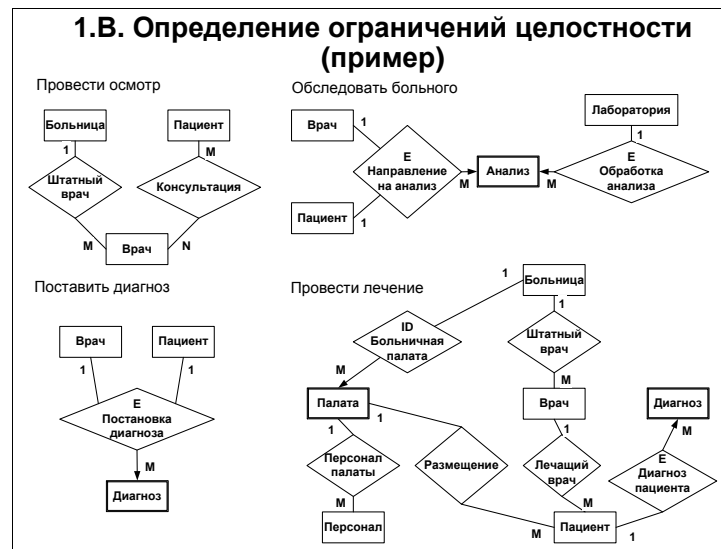 1.В. Определение ограничений целостности
(пример)
Провести осмотр
Больница
Пациент
1
М
Штатный
врач
Консультация
М
Врач
N
Обследовать больного
Врач
1
Лаборатория
1
Е
Направление
на анализ
М
Анализ
М
Е
Обработка
анализа
Пациент
1
Поставить диагноз
Врач
Пациент
1
1
Е
Постановка
диагноза
М
Диагноз
Провести лечение
1
Больница
1
ID
Больничная
палата
Штатный
врач
М
М
Палата
Врач
Диагноз
1
1
1
М
Персонал
палаты
Размещение
Лечащий
врач
Е
Диагноз
пациента
М
М
Персонал
М
Пациент
1